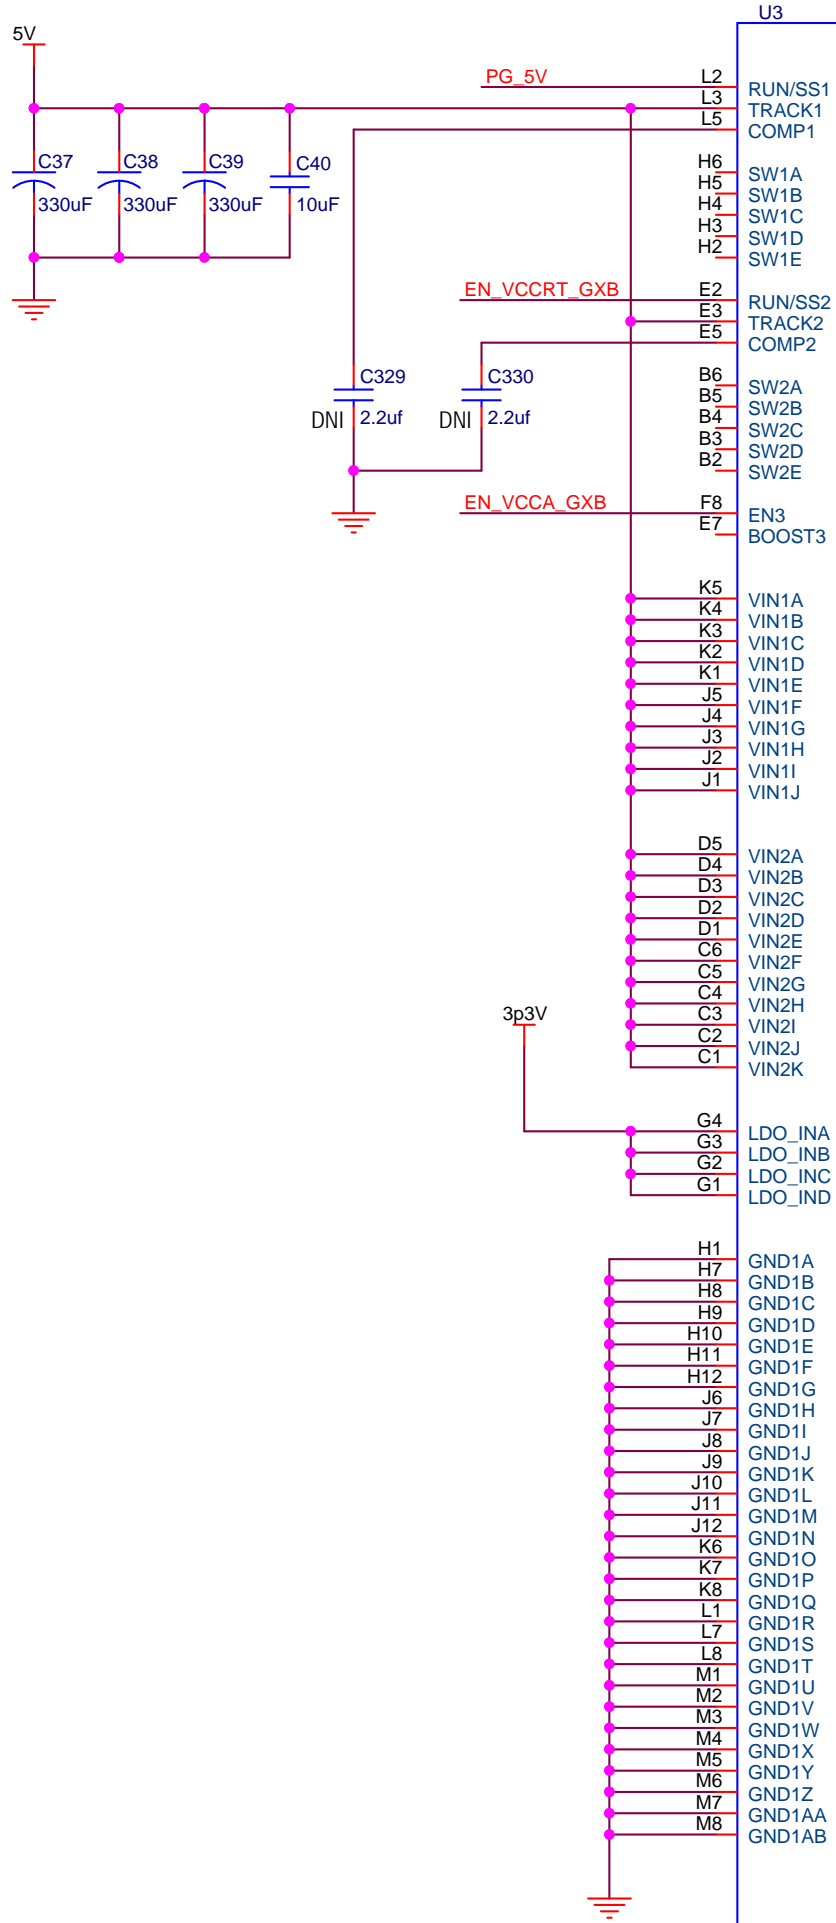 U3
5V
PG_5V L2 RUN/SS1
L3 TRACK1
L5 COMP1
C37 C38 C39 C40
330uF 330uF 330uF 10uF
H6 SW1A
H5 SW1B
H4 SW1C
H3 SW1D
H2 SW1E
EN_VCCRT_GXB E2 RUN/SS2
E3 TRACK2
E5 COMP2
C329 C330
DNI 2.2uf DNI 2.2uf
B6 SW2A
B5 SW2B
B4 SW2C
B3 SW2D
B2 SW2E
EN_VCCA_GXB F8 EN3
E7 BOOST3
K5 VIN1A
K4 VIN1B
K3 VIN1C
K2 VIN1D
K1 VIN1E
J5 VIN1F
J4 VIN1G
J3 VIN1H
J2 VIN1I
J1 VIN1J
D5 VIN2A
D4 VIN2B
D3 VIN2C
D2 VIN2D
D1 VIN2E
C6 VIN2F
C5 VIN2G
C4 VIN2H
C3 VIN2I
C2 VIN2J
C1 VIN2K
3p3V
G4 LDO_INA
G3 LDO_INB
G2 LDO_INC
G1 LDO_IND
H1 GND1A
H7 GND1B
H8 GND1C
H9 GND1D
H10 GND1E
H11 GND1F
H12 GND1G
J6 GND1H
J7 GND1I
J8 GND1J
J9 GND1K
J10 GND1L
J11 GND1M
J12 GND1N
K6 GND1O
K7 GND1P
K8 GND1Q
L1 GND1R
L7 GND1S
L8 GND1T
M1 GND1U
M2 GND1V
M3 GND1W
M4 GND1X
M5 GND1Y
M6 GND1Z
M7 GND1AA
M8 GND1AB